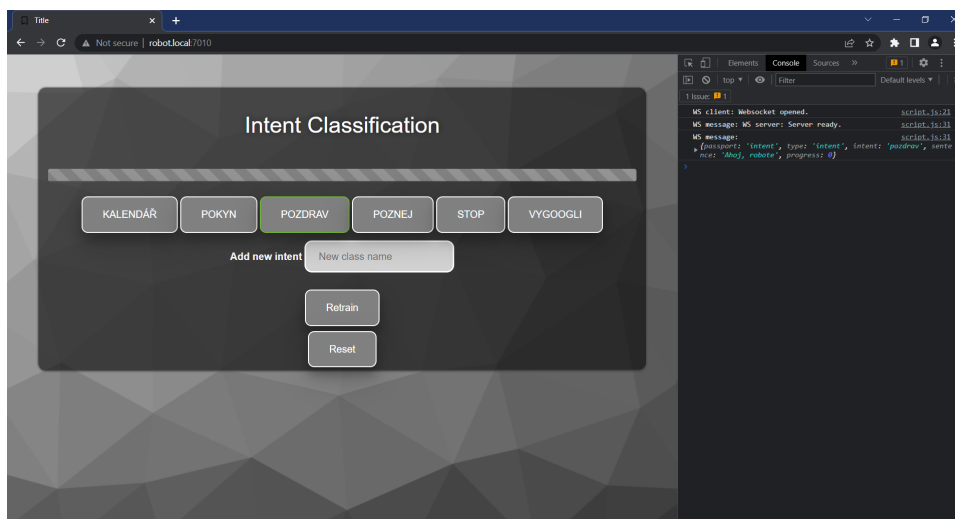 Title
Not secure | robot.local:7010
Elements Console Sources »
1
top ▼ Filter Default levels ▼
1 Issue: 1
Intent Classification
WS client: Websocket opened. script.js:21
WS message: WS server: Server ready. script.js:31
WS message: script.js:31
{passport: 'intent', type: 'intent', intent: 'pozdrav', sente
nce: 'Ahoj, robote', progress: 0}
KALENDÁŘ POKYN POZDRAV POZNEJ STOP VYGOOGLI
Add new intent New class name
Retrain
Reset